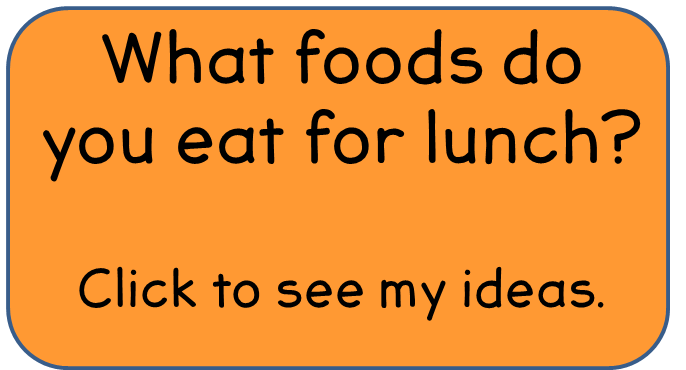 What foods do
you eat for lunch?
Click to see my ideas.